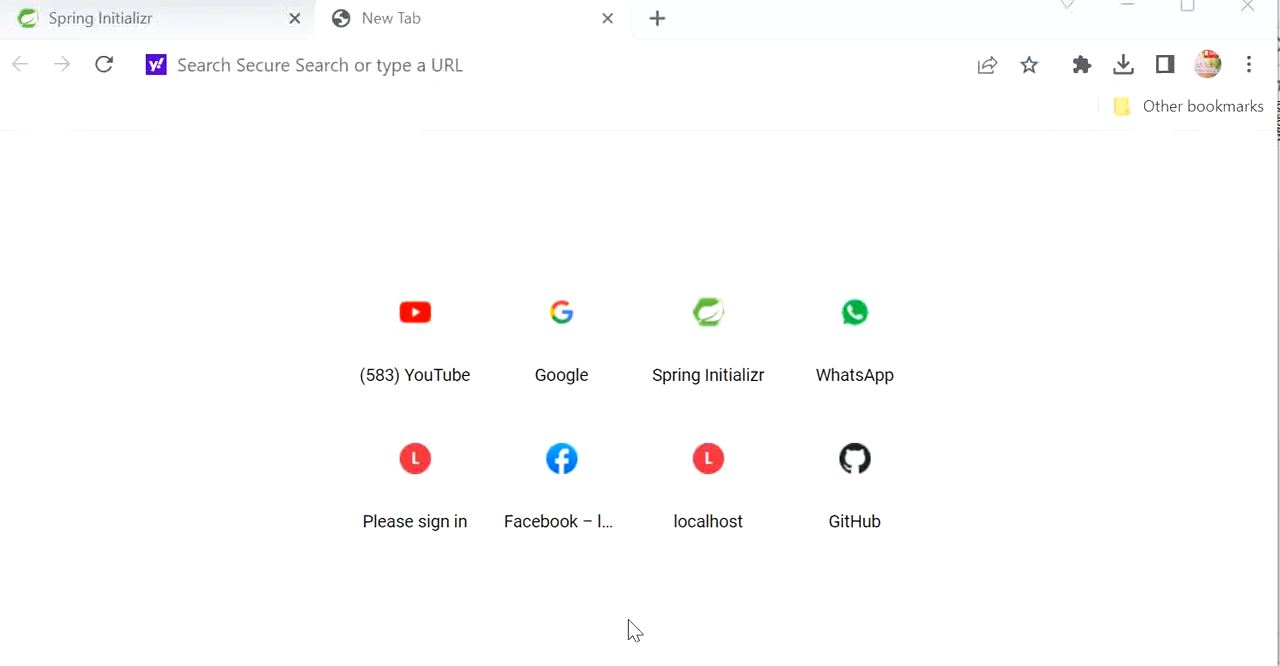 Spring Initializr
New Tab
Search Secure Search or type a URL
Other bookmarks
(583) YouTube
Google
Spring Initializr
WhatsApp
L
L
Please sign in
Facebook – l...
localhost
GitHub